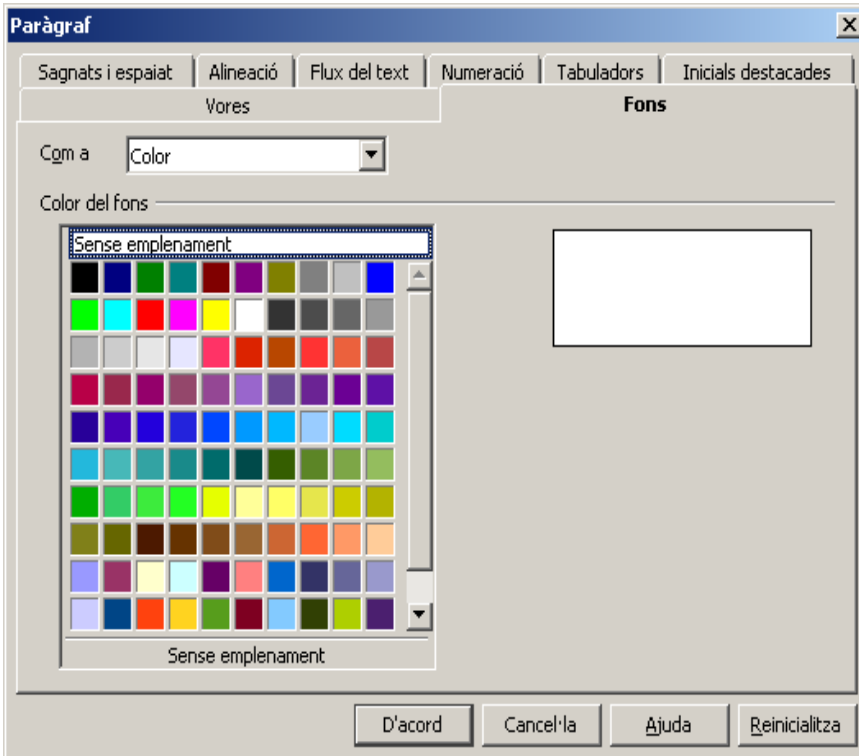 Paràgraf
Sagnats i espaiat Alineació Flux del text Numeració Tabuladors Inicials destacades
Vores Fons
Com a Color
Color del fons
Sense emplenament
Sense emplenament
D'acord Cancel·la Ajuda Reinicialitza